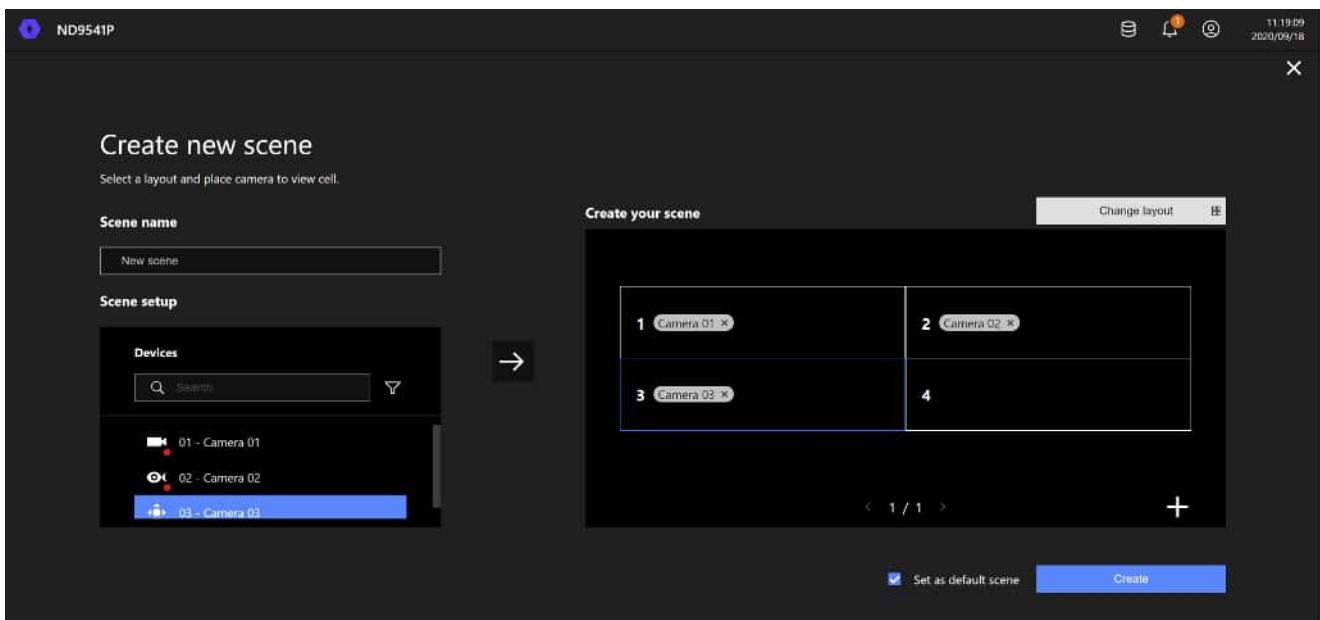 ND9541P
1
11:19:09
2020/09/18
Create new scene
Select a layout and place camera to view cell.
Scene name
New scene
Scene setup
Devices
Search
01 - Camera 01
02 - Camera 02
03 - Camera 03
Create your scene
Change layout
1 Camera 01 ×
2 Camera 02 ×
3 Camera 03 ×
4
< 1 / 1 >
Set as default scene
Create